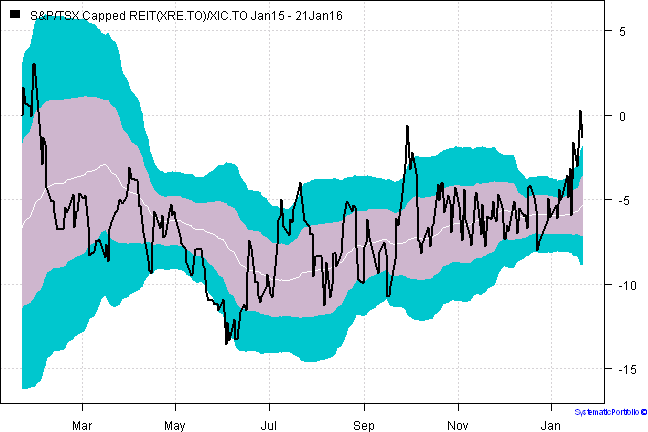 S&P/TSX Capped REIT(XRE.TO)/XIC.TO Jan15 - 21Jan16
5
0
-5
-10
-15
Mar May Jul Sep Nov Jan
SystematicPortfolio ©